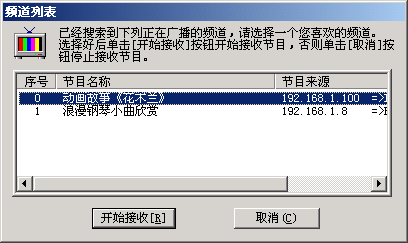 频道列表
已经搜索到下列正在广播的频道,请选择一个您喜欢的频道。
选择好后单击[开始接收]按钮开始接收节目,否则单击[取消]按
钮停止接收节目。
序号 节目名称 节目来源
0 动画故事《花木兰》 192.168.1.100 =>
1 浪漫钢琴小曲欣赏 192.168.1.8 =>
开始接收[R] 取消(C)